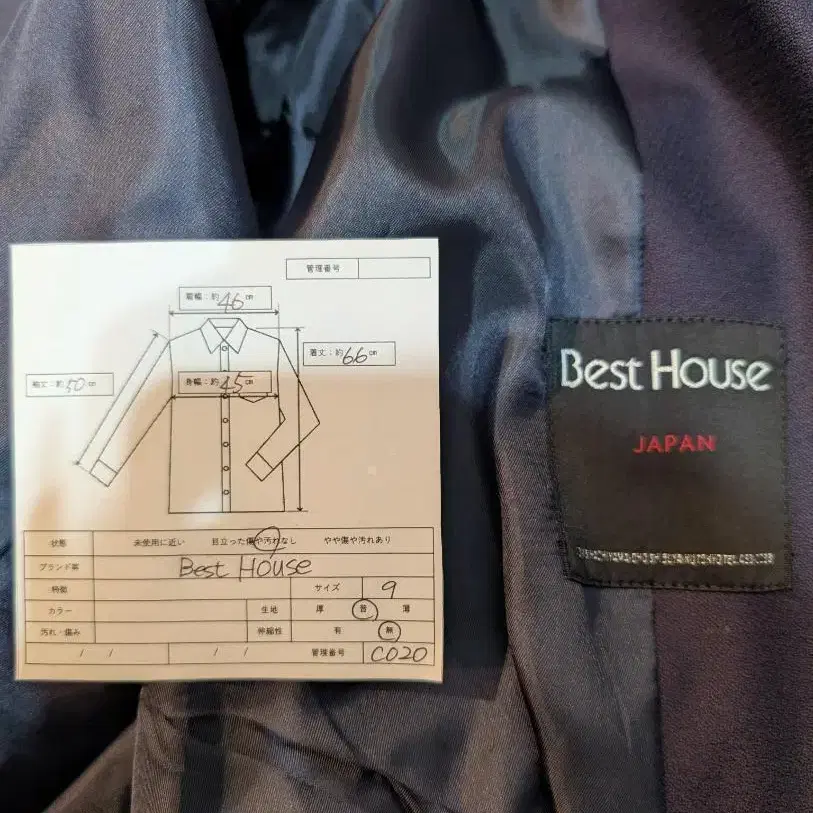 管理番号
肩幅：約46cm
着丈：約66cm
袖丈：約50cm
身幅：約45cm
状態 未使用に近い 目立った傷や汚れなし やや傷や汚れあり
ブランド名 Best House
サイズ 9
カラー 生地 厚 普 薄
汚れ・傷み 伸縮性 有 無
/ / / / 管理番号 C020
Best House
JAPAN